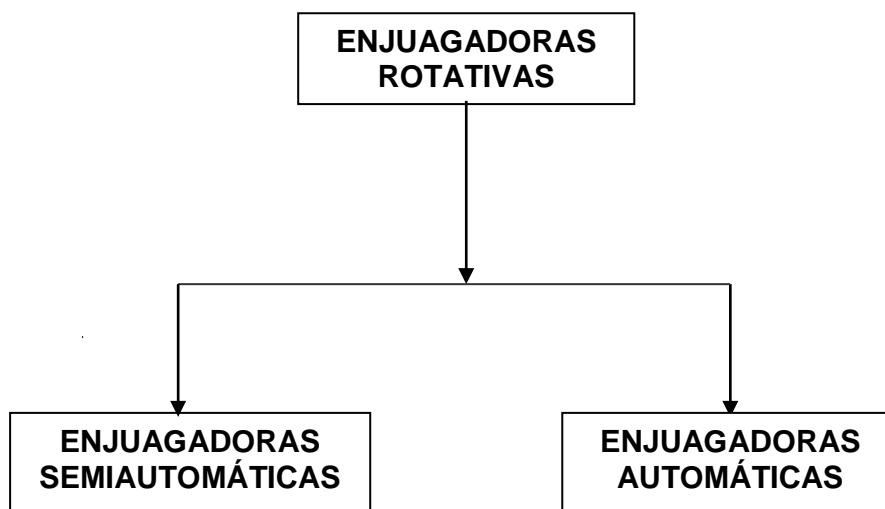 ENJUAGADORAS
ROTATIVAS
ENJUAGADORAS
SEMIAUTOMÁTICAS
ENJUAGADORAS
AUTOMÁTICAS